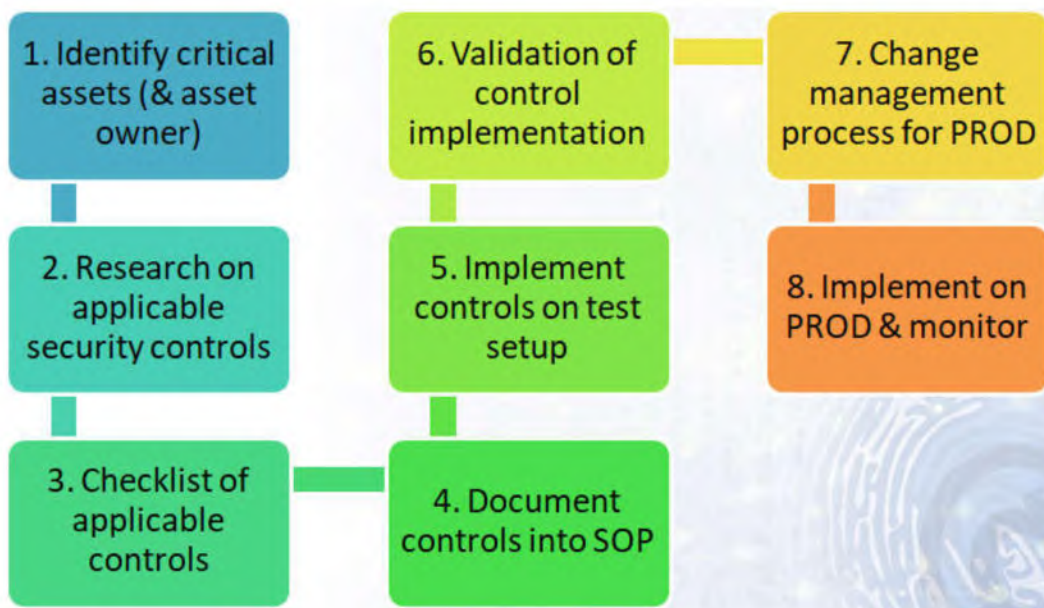 1. Identify critical
assets (& asset
owner)
2. Research on
applicable
security controls
3. Checklist of
applicable
controls
4. Document
controls into SOP
5. Implement
controls on test
setup
6. Validation of
control
implementation
7. Change
management
process for PROD
8. Implement on
PROD & monitor